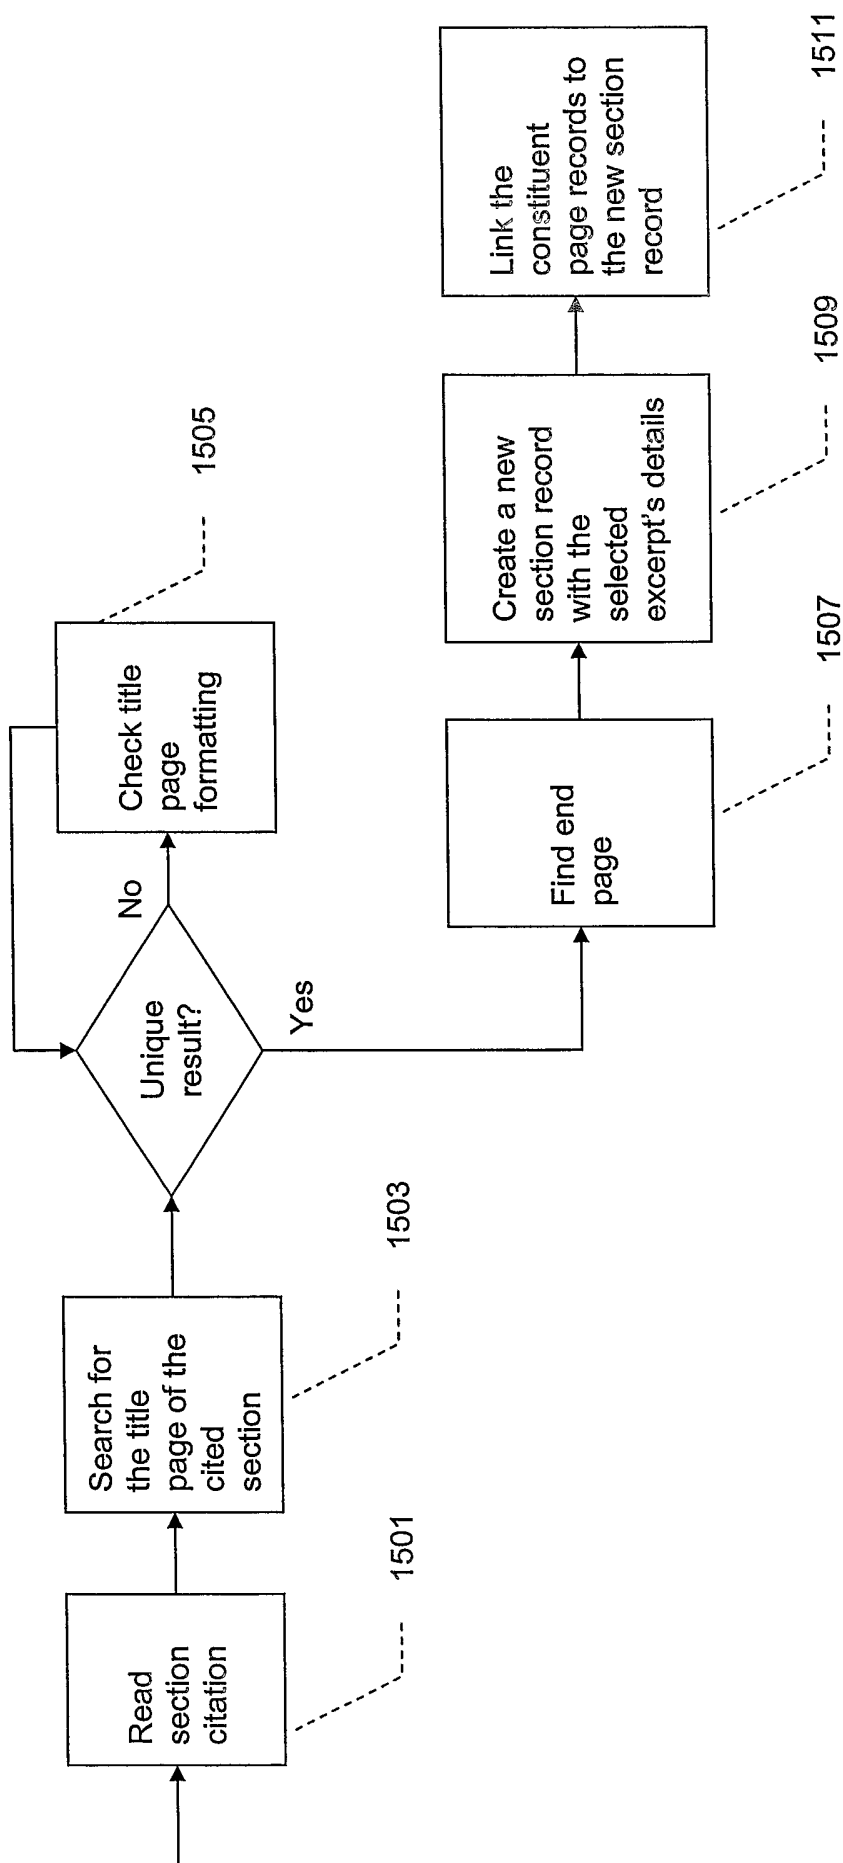 Read
section
citation
1501
Search for
the title
page of the
cited
section
1503
Unique
result?
No
Yes
Check title
page
formatting
1505
Find end
page
1507
Create a new
section record
with the
selected
excerpt's details
1509
Link the
constituent
page records to
the new section
record
1511